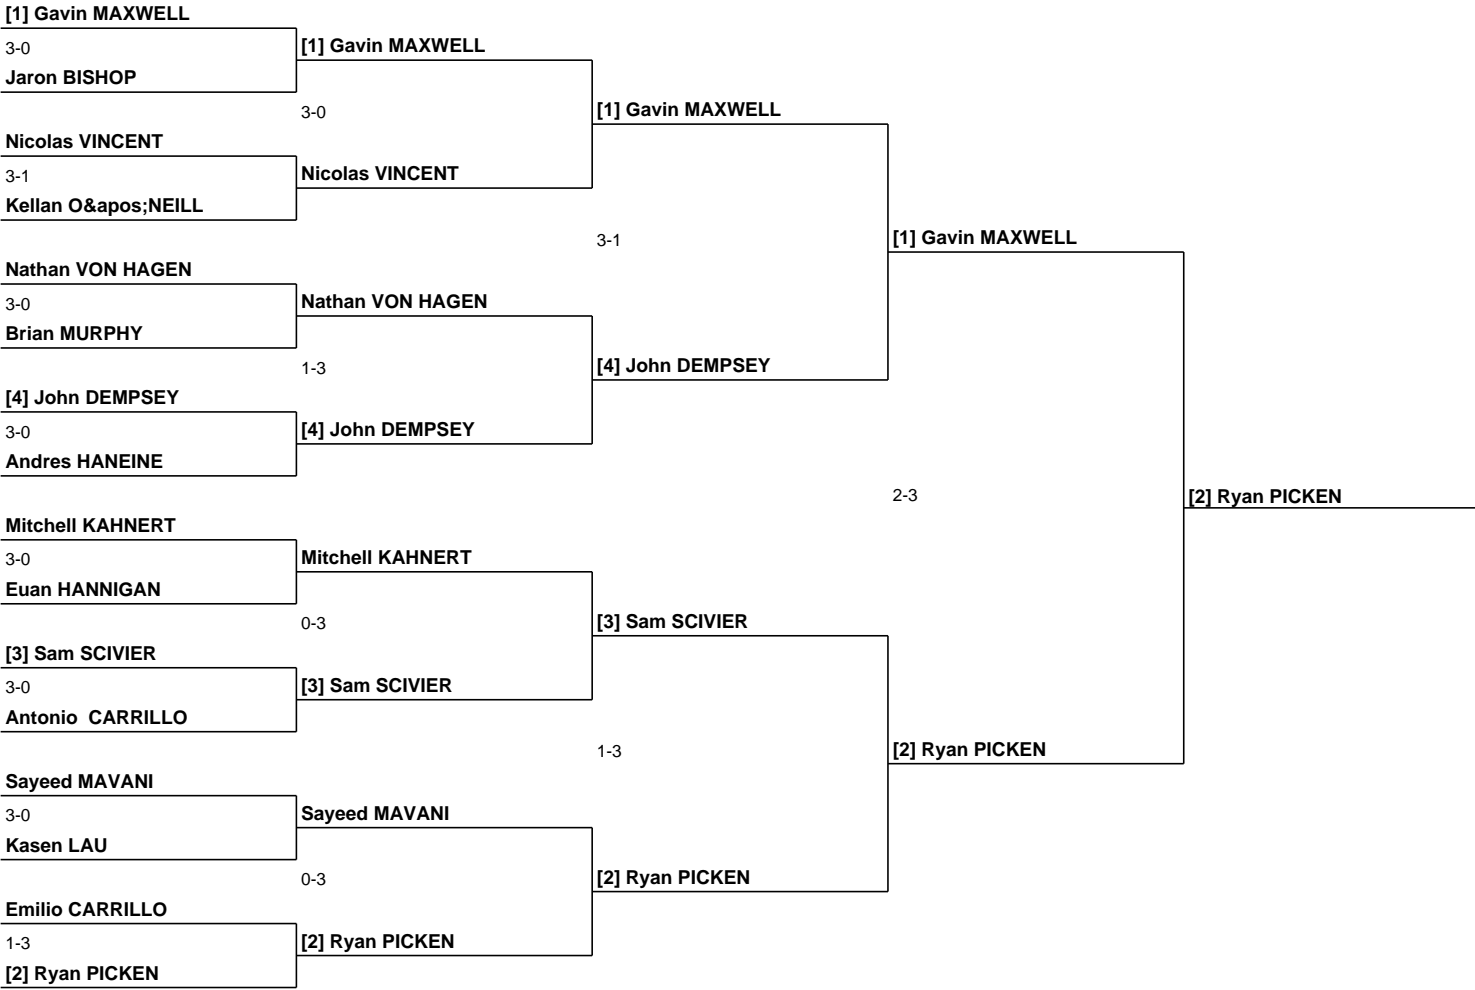 [1] Gavin MAXWELL
3-0
Jaron BISHOP
Nicolas VINCENT
3-1
Kellan O&apos;NEILL
Nathan VON HAGEN
3-0
Brian MURPHY
[4] John DEMPSEY
3-0
Andres HANEINE
Mitchell KAHNERT
3-0
Euan HANNIGAN
[3] Sam SCIVIER
3-0
Antonio  CARRILLO
Sayeed MAVANI
3-0
Kasen LAU
Emilio CARRILLO
1-3
[2] Ryan PICKEN
[1] Gavin MAXWELL
3-0
Nicolas VINCENT
Nathan VON HAGEN
1-3
[4] John DEMPSEY
Mitchell KAHNERT
0-3
[3] Sam SCIVIER
Sayeed MAVANI
0-3
[2] Ryan PICKEN
[1] Gavin MAXWELL
3-1
[4] John DEMPSEY
[3] Sam SCIVIER
1-3
[2] Ryan PICKEN
[1] Gavin MAXWELL
2-3
[2] Ryan PICKEN
[2] Ryan PICKEN